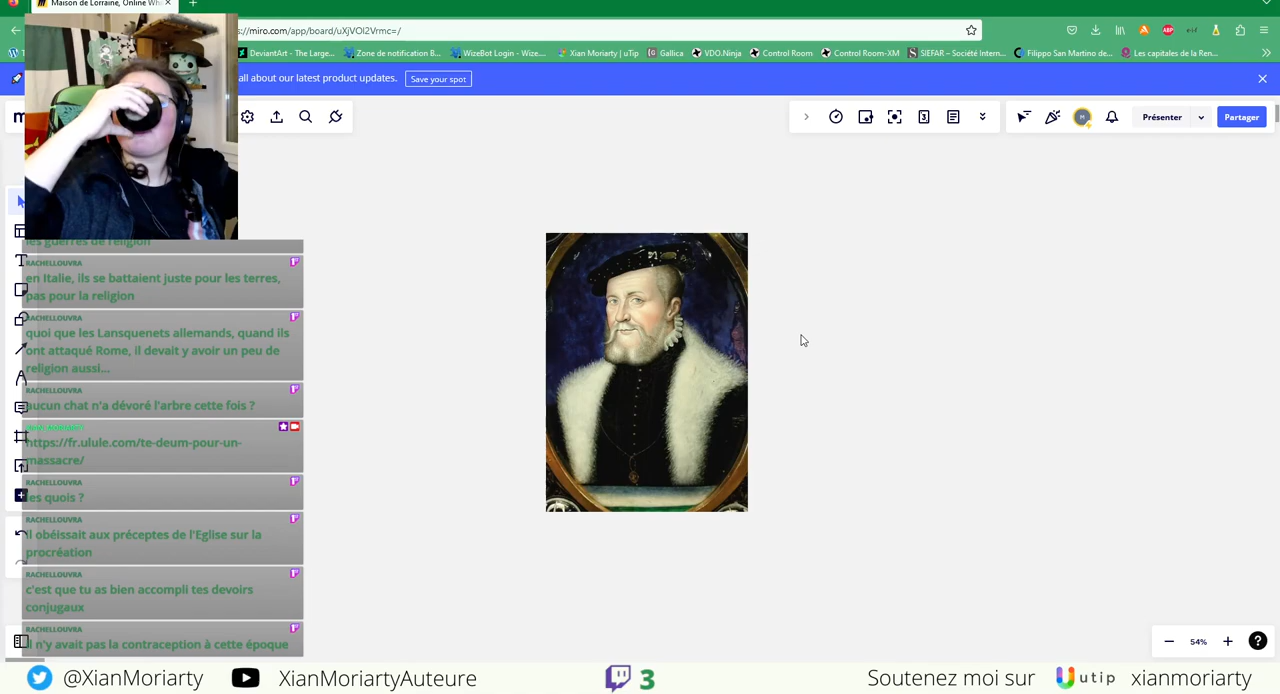 Maison de Lorraine, Online Wh
s://miro.com/app/board/uXjVOl2Vrmc=/
DeviantArt - The Large...
Zone de notification B...
WizeBot Login - Wize....
Xian Moriarty | uTip
Gallica
VDO.Ninja
Control Room
Control Room-XM
SIEFAR – Société Intern...
Filippo San Martino de...
Les capitales de la Ren...
all about our latest product updates.
Save your spot
Présenter
Partager
les guerres de religion
RACHELLOUVRA
en Italie, ils se battaient juste pour les terres,
pas pour la religion
RACHELLOUVRA
quoi que les Lansquenets allemands, quand ils
ont attaqué Rome, il devait y avoir un peu de
religion aussi...
RACHELLOUVRA
aucun chat n'a dévoré l'arbre cette fois ?
https://fr.ulule.com/te-deum-pour-un-
massacre/
RACHELLOUVRA
les quois ?
RACHELLOUVRA
il obéissait aux préceptes de l'Eglise sur la
procréation
RACHELLOUVRA
c'est que tu as bien accompli tes devoirs
conjugaux
RACHELLOUVRA
il n'y avait pas la contraception à cette époque
54%
@XianMoriarty
XianMoriartyAuteure
3
Soutenez moi sur
utip
xianmoriarty